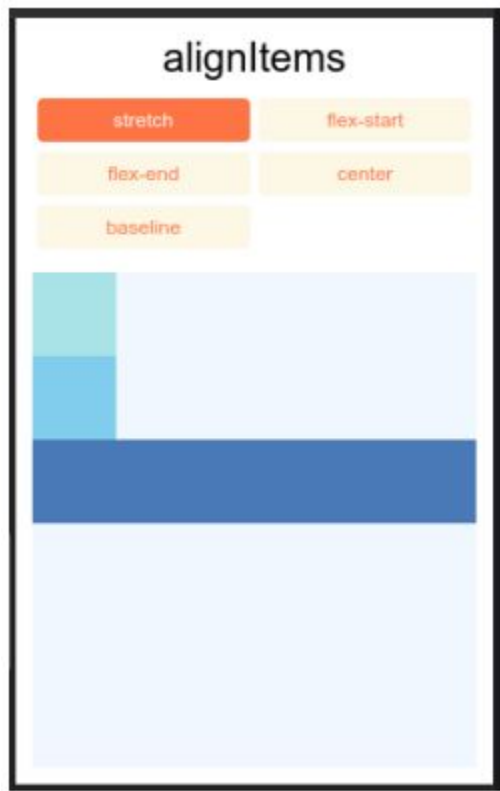 alignItems
stretch
flex-start
flex-end
center
baseline